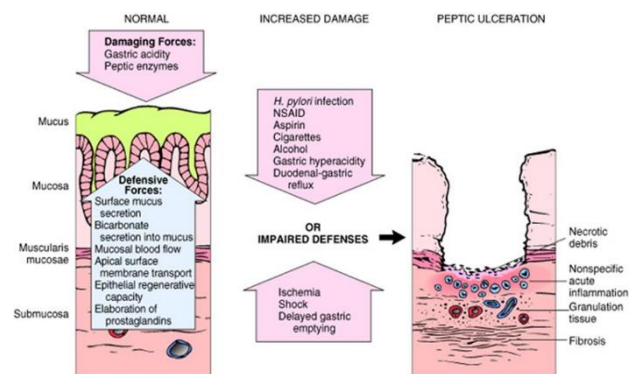 NORMAL
INCREASED DAMAGE
PEPTIC ULCERATION
Damaging Forces:
Gastric acidity
Peptic enzymes
Mucus
Mucosa
Muscularis
mucosae
Submucosa
Defensive
Forces:
Surface mucus
secretion
Bicarbonate
secretion into mucus
Mucosal blood flow
Apical surface
membrane transport
Epithelial regenerative
capacity
Elaboration of
prostaglandins
H. pylori infection
NSAID
Aspirin
Cigarettes
Alcohol
Gastric hyperacidity
Duodenal-gastric
reflux
OR
IMPAIRED DEFENSES
Ischemia
Shock
Delayed gastric
emptying
Necrotic
debris
Nonspecific
acute
inflammation
Granulation
tissue
Fibrosis